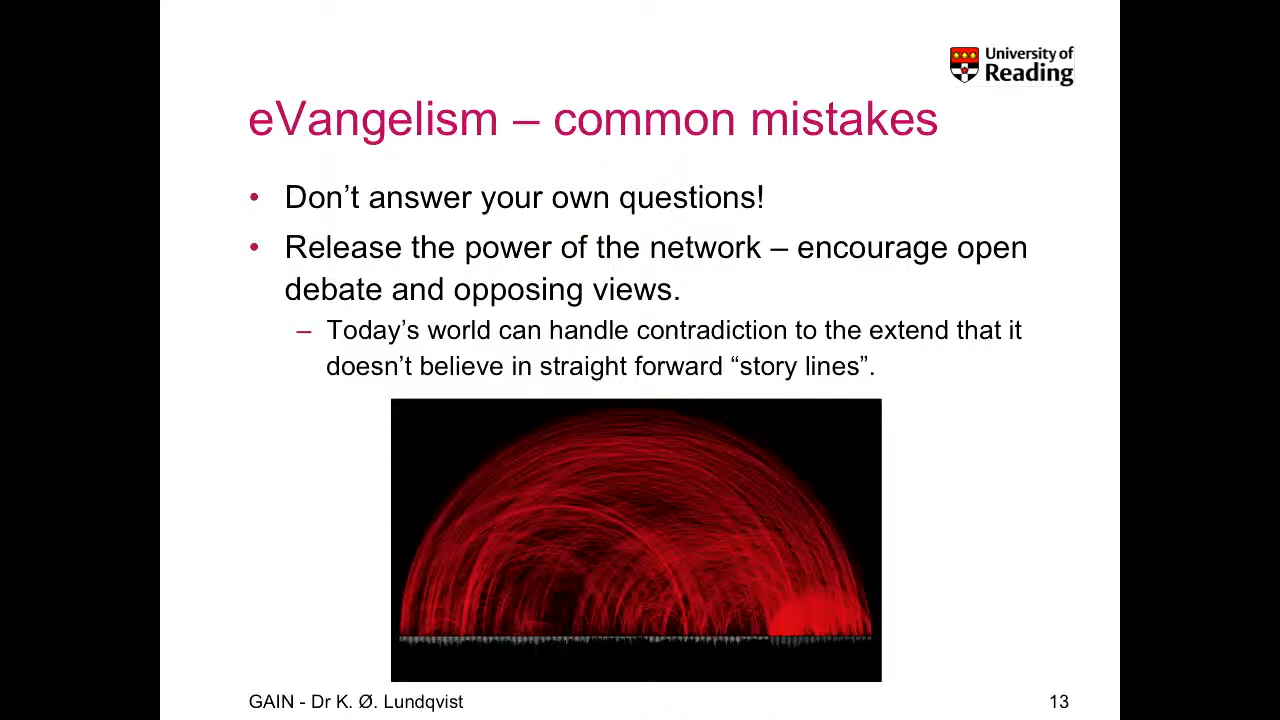 University of
Reading
eVangelism – common mistakes
• Don’t answer your own questions!
• Release the power of the network – encourage open
debate and opposing views.
– Today’s world can handle contradiction to the extend that it
doesn’t believe in straight forward “story lines”.
GAIN - Dr K. Ø. Lundqvist
13